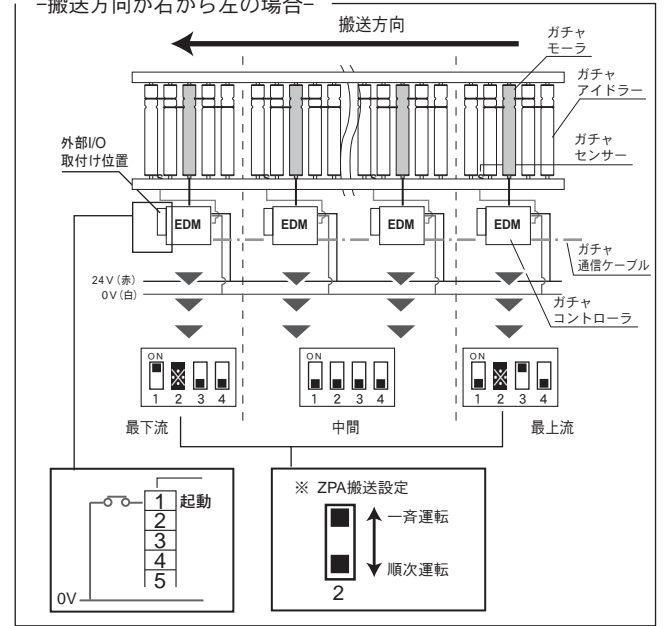 -搬送方向が右から左の場合-
搬送方向
ガチャ
モーラ
ガチャ
アイドラー
ガチャ
センサー
外部I/O
取付け位置
EDM
EDM
EDM
EDM
ガチャ
通信ケーブル
24V(赤)
0V(白)
ガチャ
コントローラ
ON
1 2 3 4
ON
1 2 3 4
ON
1 2 3 4
最下流
中間
最上流
1 起動
2
3
4
5
0V
※ ZPA搬送設定
一斉運転
順次運転
2